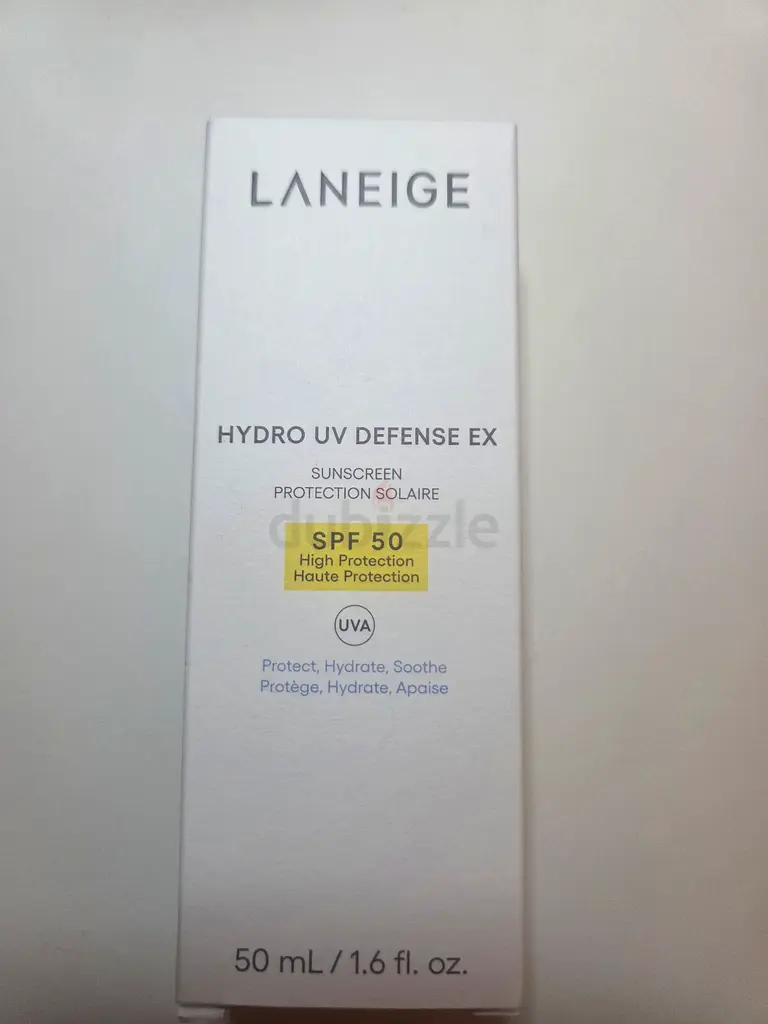 LANEIGE
HYDRO UV DEFENSE EX
SUNSCREEN
PROTECTION SOLAIRE
dubizzle
SPF 50
High Protection
Haute Protection
UVA
Protect, Hydrate, Soothe
Protège, Hydrate, Apaise
50 mL / 1.6 fl. oz.